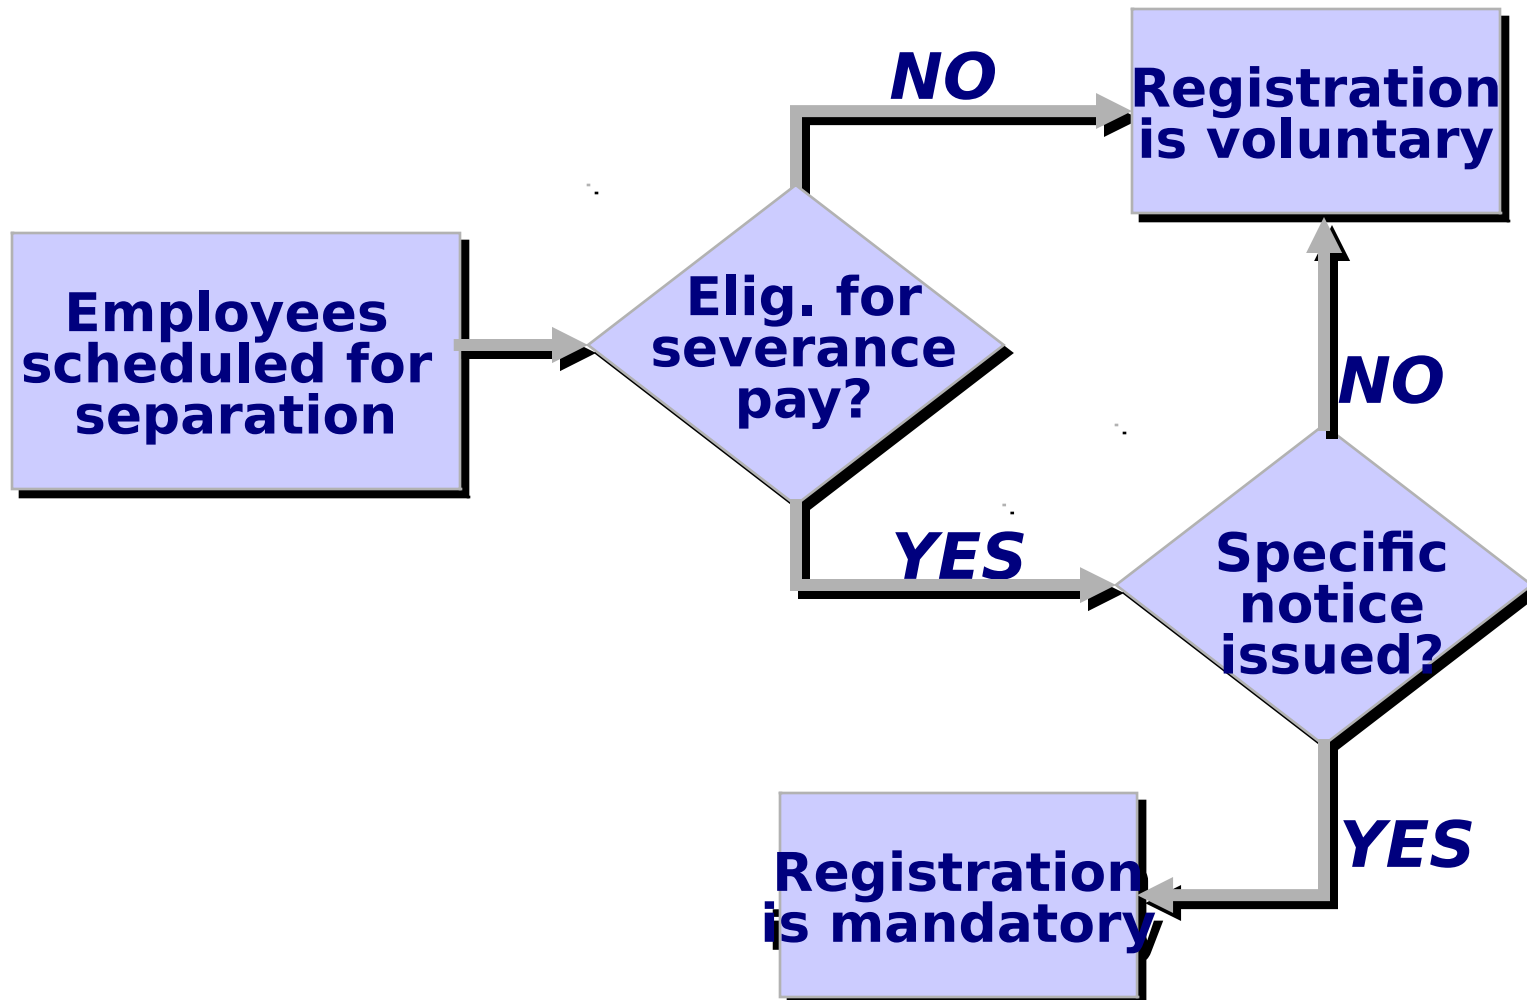 NO
Registration
is voluntary
Employees
scheduled for
separation
Elig. for
severance
pay?
NO
YES
Specific
notice
issued?
YES
Registration
is mandatory